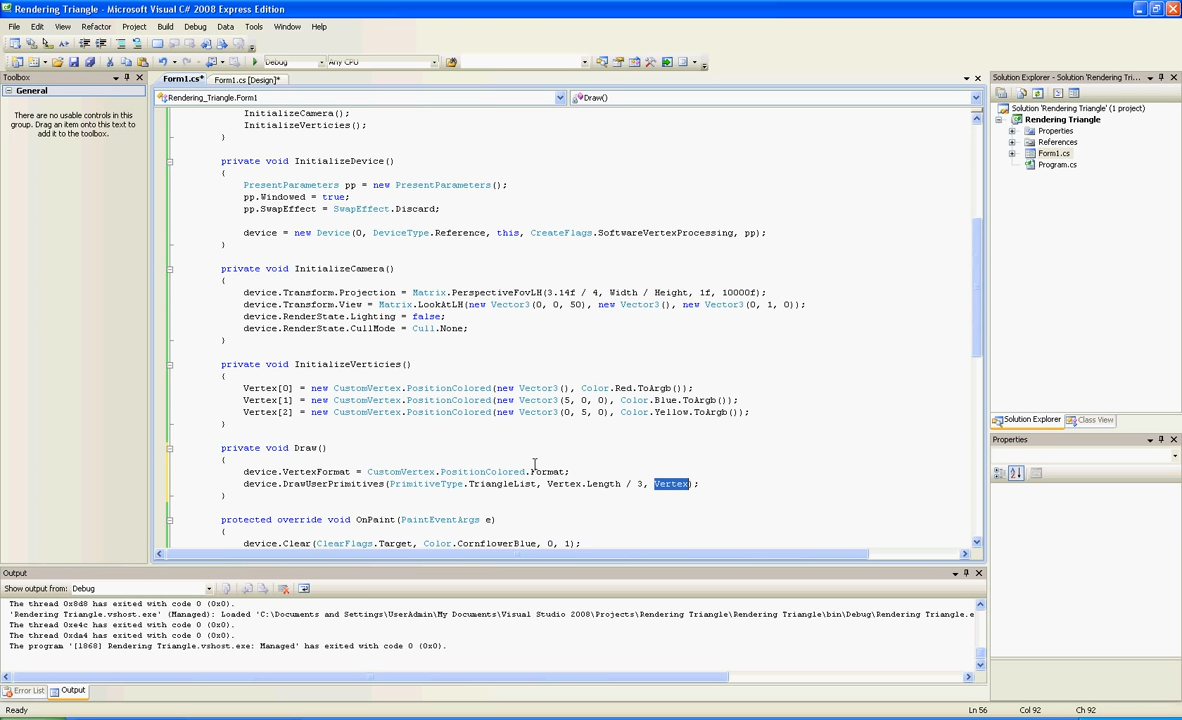 Rendering Triangle - Microsoft Visual C# 2008 Express Edition
File Edit View Refactor Project Build Debug Data Tools Window Help
Debug Any CPU
Toolbox
General
There are no usable controls in this
group. Drag an item onto this text to
add it to the toolbox.
Form1.cs* Form1.cs [Design]*
Rendering_Triangle.Form1 Draw()
InitializeCamera();
InitializeVerticies();
}
private void InitializeDevice()
{
PresentParameters pp = new PresentParameters();
pp.Windowed = true;
pp.SwapEffect = SwapEffect.Discard;
device = new Device(0, DeviceType.Reference, this, CreateFlags.SoftwareVertexProcessing, pp);
}
private void InitializeCamera()
{
device.Transform.Projection = Matrix.PerspectiveFovLH(3.14f / 4, Width / Height, 1f, 10000f);
device.Transform.View = Matrix.LookAtLH(new Vector3(0, 0, 50), new Vector3(), new Vector3(0, 1, 0));
device.RenderState.Lighting = false;
device.RenderState.CullMode = Cull.None;
}
private void InitializeVerticies()
{
Vertex[0] = new CustomVertex.PositionColored(new Vector3(), Color.Red.ToArgb());
Vertex[1] = new CustomVertex.PositionColored(new Vector3(5, 0, 0), Color.Blue.ToArgb());
Vertex[2] = new CustomVertex.PositionColored(new Vector3(0, 5, 0), Color.Yellow.ToArgb());
}
private void Draw()
{
device.VertexFormat = CustomVertex.PositionColored.Format;
device.DrawUserPrimitives(PrimitiveType.TriangleList, Vertex.Length / 3, Vertex);
}
protected override void OnPaint(PaintEventArgs e)
{
device.Clear(ClearFlags.Target, Color.CornflowerBlue, 0, 1);
Solution Explorer - Solution 'Rendering Tri...
Solution 'Rendering Triangle' (1 project)
Rendering Triangle
Properties
References
Form1.cs
Program.cs
Solution Explorer Class View
Properties
Output
Show output from: Debug
The thread 0x8d8 has exited with code 0 (0x0).
'Rendering Triangle.vshost.exe' (Managed): Loaded 'C:\Documents and Settings\UserAdmin\My Documents\Visual Studio 2008\Projects\Rendering Triangle\Rendering Triangle\bin\Debug\Rendering Triangle.e
The thread 0xe4c has exited with code 0 (0x0).
The thread 0xda4 has exited with code 0 (0x0).
The program '[1868] Rendering Triangle.vshost.exe: Managed' has exited with code 0 (0x0).
Error List Output
Ready Ln 56 Col 92 Ch 92